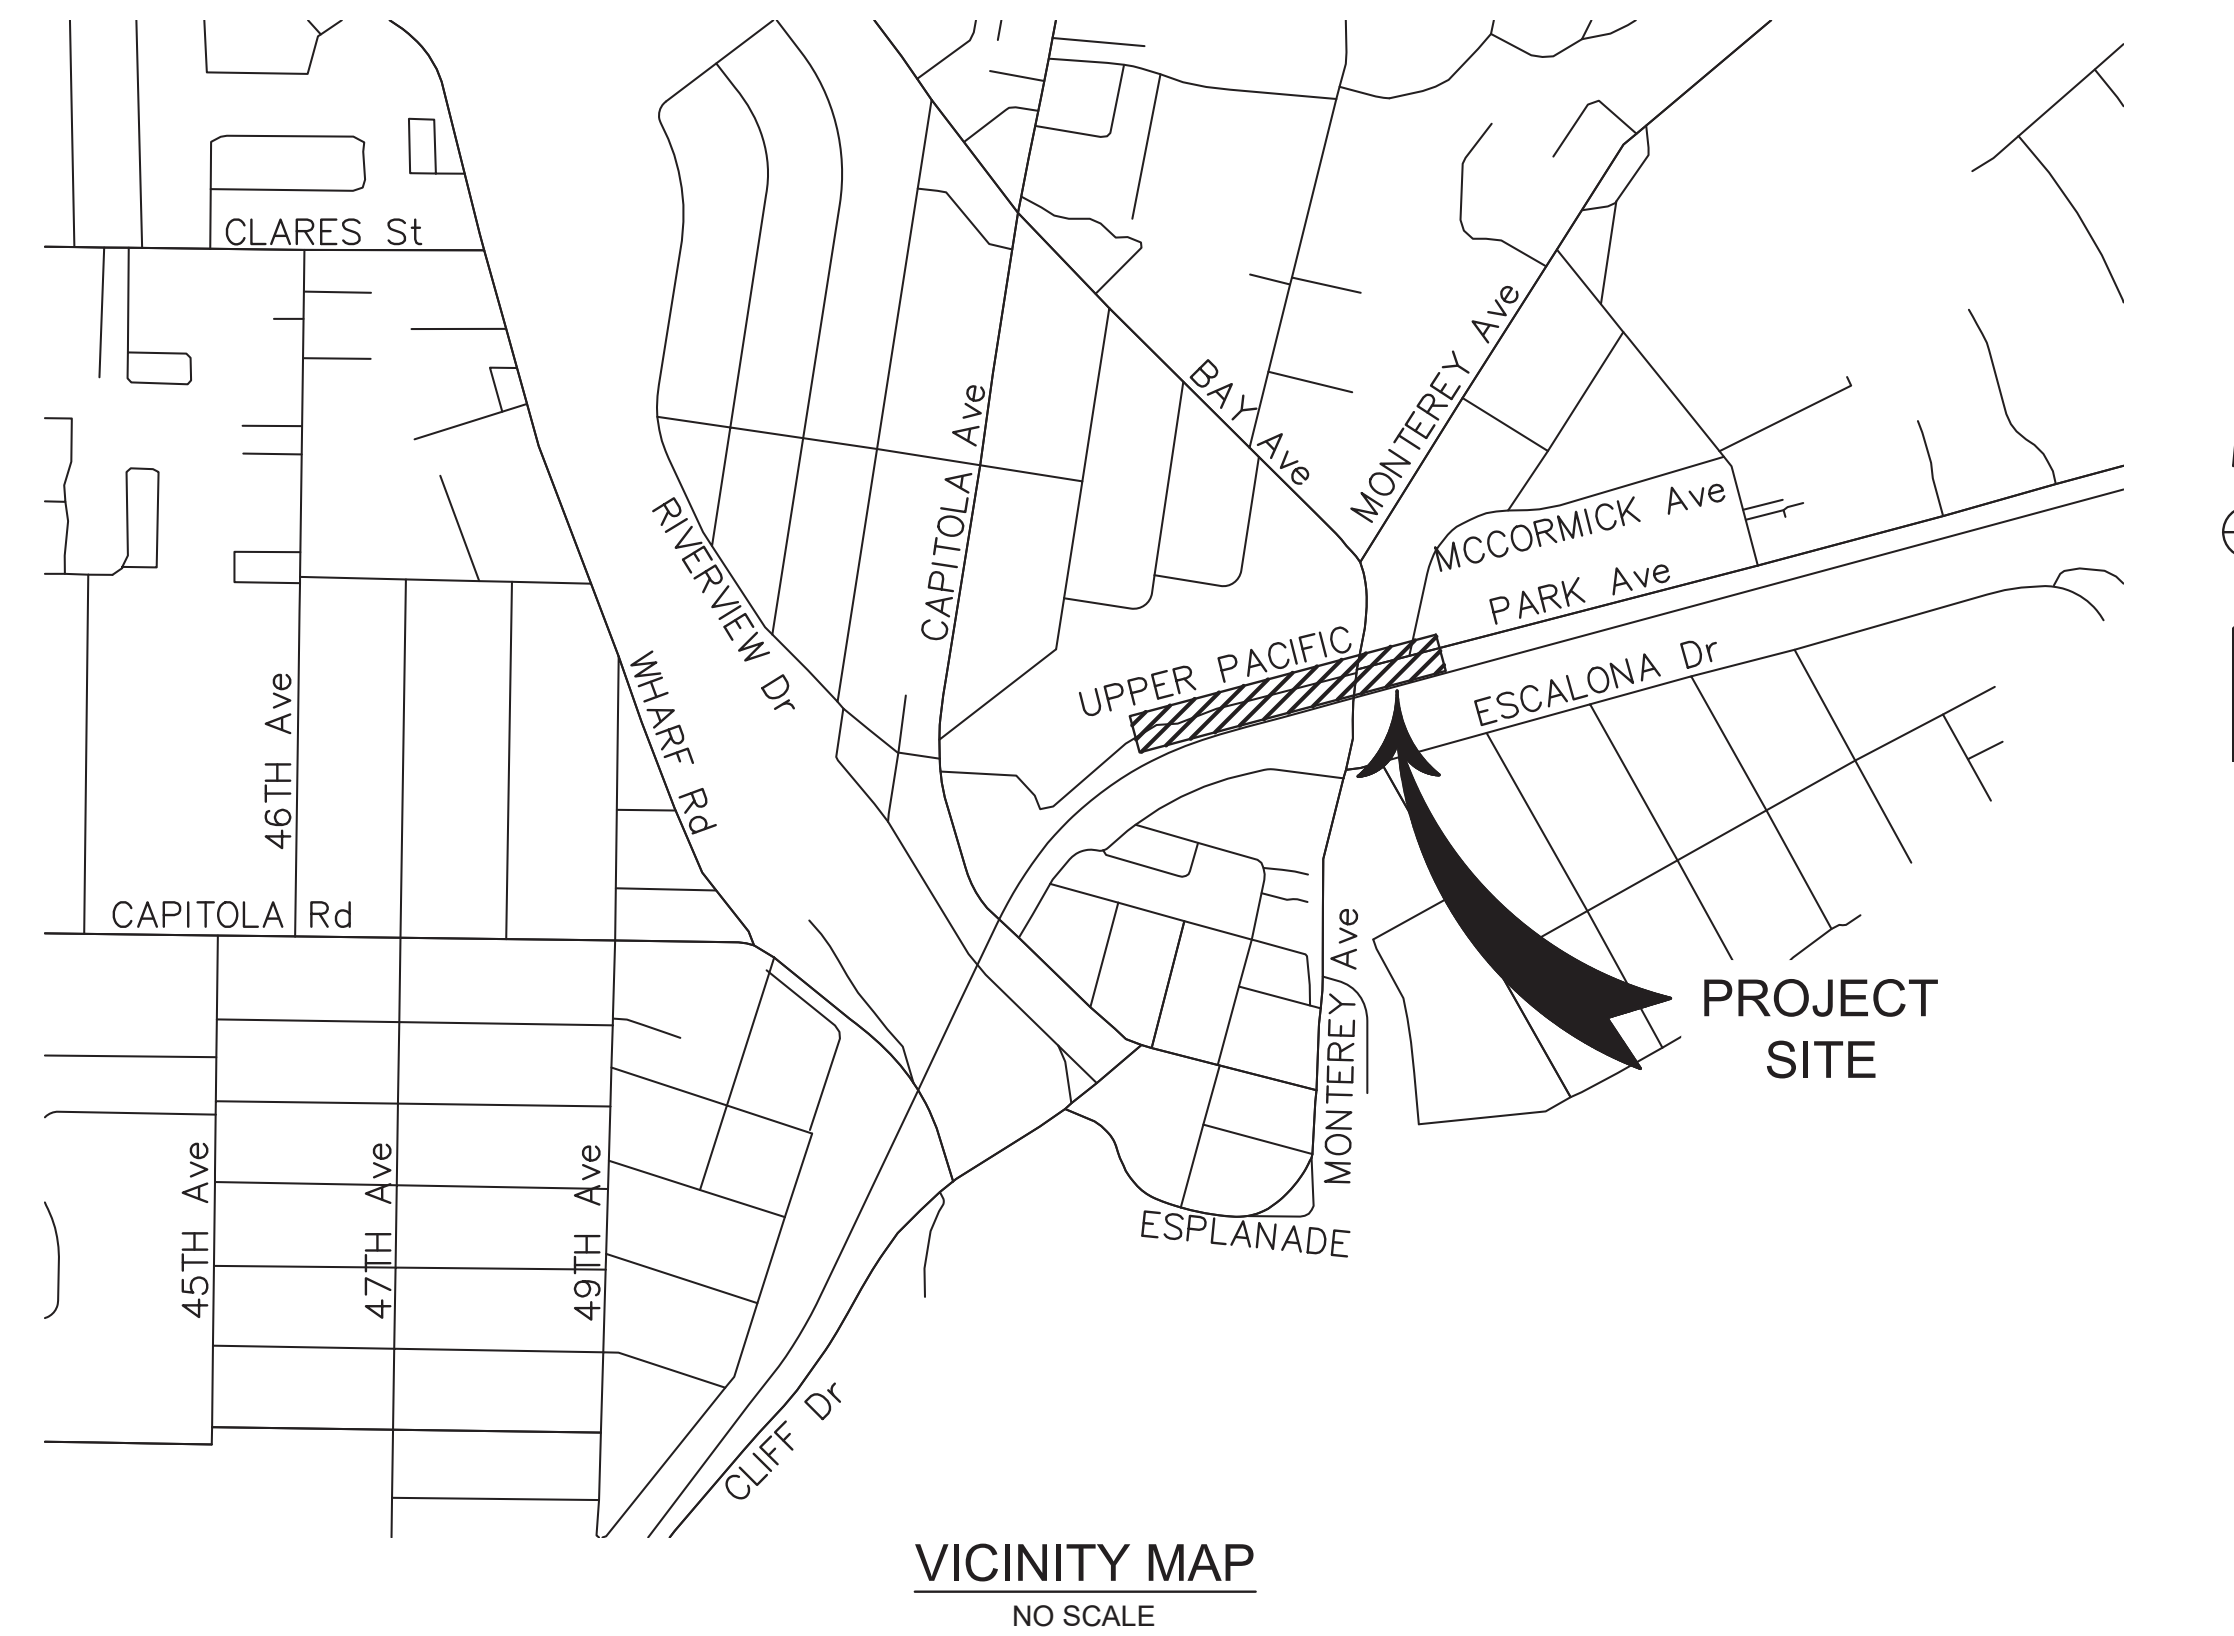 CLARES St
BAY Ave
MONTEREY Ave
CAPITOLA Ave
MCCORMICK Ave
RIVERVIEW Dr
PARK Ave
UPPER PACIFIC
ESCALONA Dr
WHARF Rd
46TH Ave
CAPITOLA Rd
MONTEREY Ave
PROJECT
SITE
45TH Ave
47TH Ave
49TH Ave
ESPLANADE
CLIFF Dr
VICINITY MAP
NO SCALE